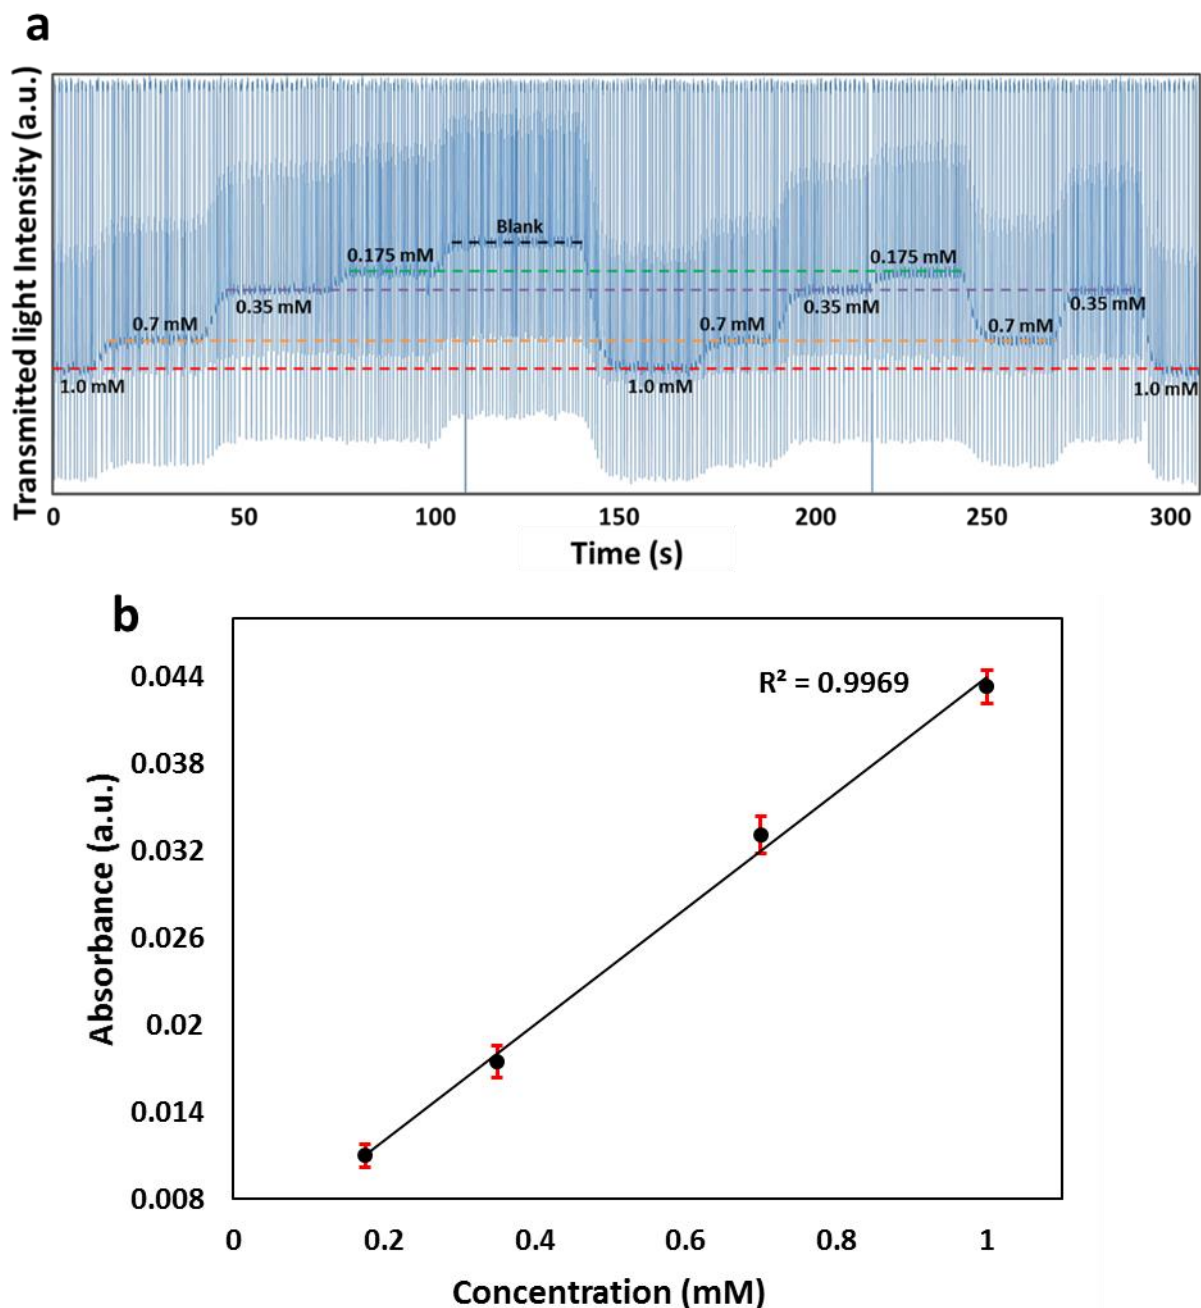 a
Transmitted light Intensity (a.u.)
Blank
0.175 mM
0.175 mM
0.35 mM
0.35 mM
0.35 mM
0.7 mM
0.7 mM
0.7 mM
1.0 mM
1.0 mM
1.0 mM
0 50 100 150 200 250 300
Time (s)
b
R² = 0.9969
Absorbance (a.u.)
0.044
0.038
0.032
0.026
0.02
0.014
0.008
0 0.2 0.4 0.6 0.8 1
Concentration (mM)